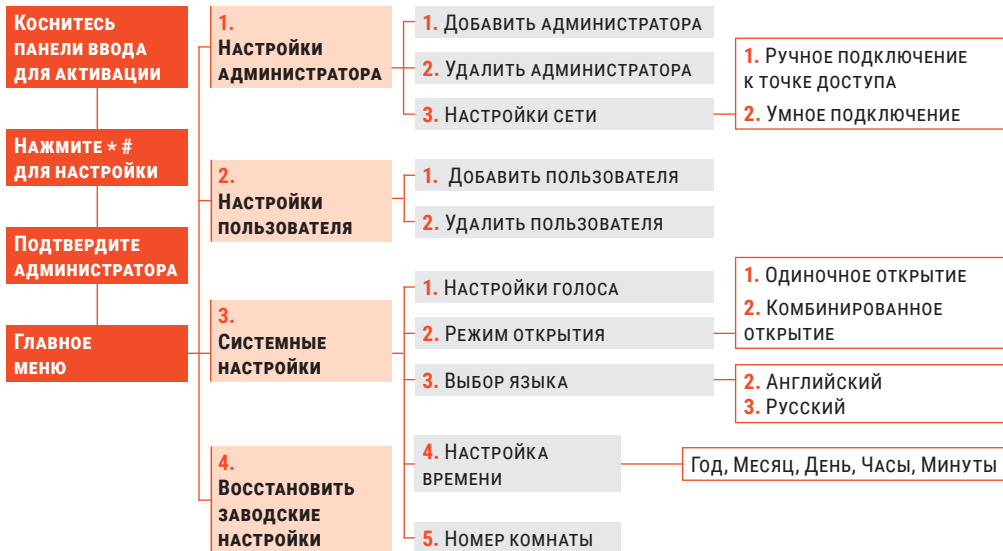 Коснитесь
панели ввода
для активации
Нажмите * #
для настройки
Подтвердите
администратора
Главное
меню
1.
Настройки
администратора
1. Добавить администратора
2. Удалить администратора
3. Настройки сети
1. Ручное подключение
к точке доступа
2. Умное подключение
2.
Настройки
пользователя
1. Добавить пользователя
2. Удалить пользователя
3.
Системные
настройки
1. Настройки голоса
2. Режим открытия
1. Одиночное открытие
2. Комбинированное
открытие
3. Выбор языка
2. Английский
3. Русский
4. Настройка
времени
Год, Месяц, День, Часы, Минуты
5. Номер комнаты
4.
Восстановить
заводские
настройки